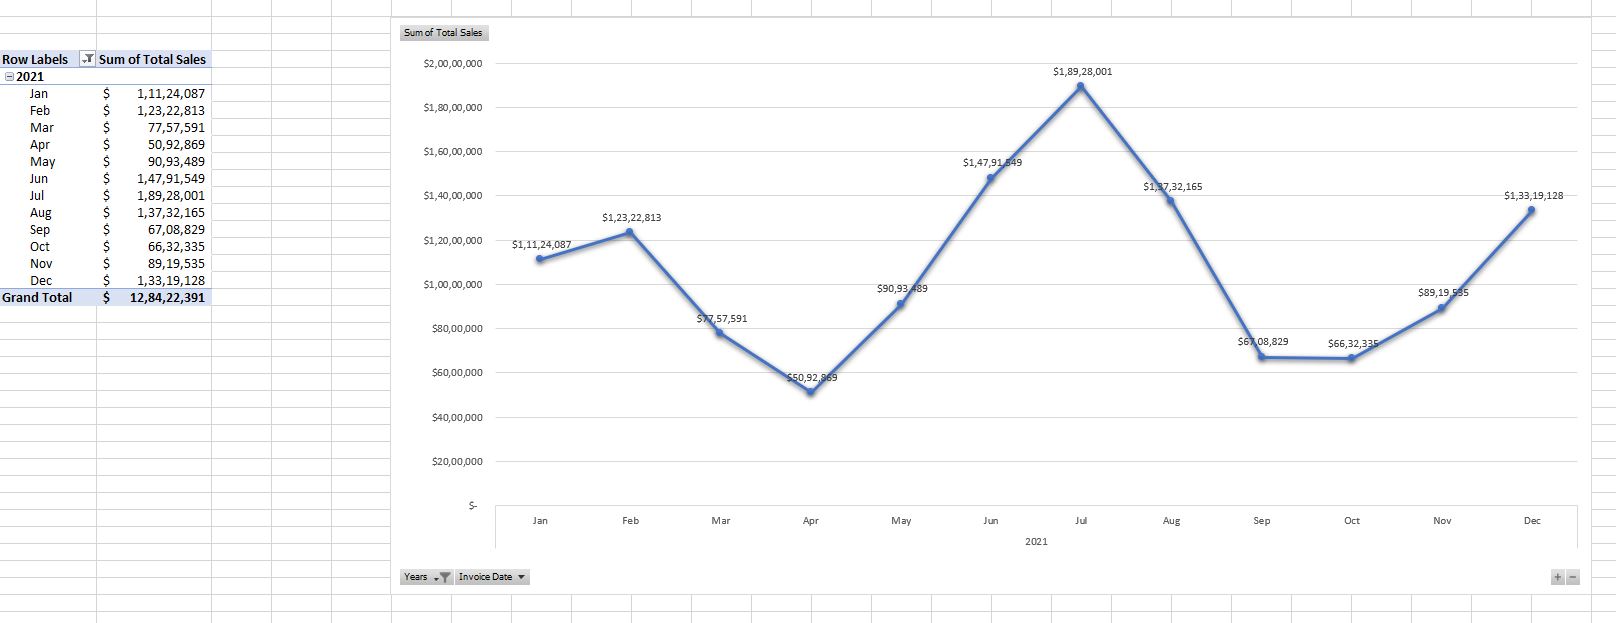 Row Labels Sum of Total Sales
2021
Jan $ 1,11,24,087
Feb $ 1,23,22,813
Mar $ 77,57,591
Apr $ 50,92,869
May $ 90,93,489
Jun $ 1,47,91,549
Jul $ 1,89,28,001
Aug $ 1,37,32,165
Sep $ 67,08,829
Oct $ 66,32,335
Nov $ 89,19,535
Dec $ 1,33,19,128
Grand Total $ 12,84,22,391
Sum of Total Sales
$2,00,00,000
$1,80,00,000
$1,60,00,000
$1,40,00,000
$1,20,00,000
$1,00,00,000
$80,00,000
$60,00,000
$40,00,000
$20,00,000
$-
$1,11,24,087
$1,23,22,813
$77,57,591
$50,92,869
$90,93,489
$1,47,91,549
$1,89,28,001
$1,37,32,165
$67,08,829
$66,32,335
$89,19,535
$1,33,19,128
Jan Feb Mar Apr May Jun Jul Aug Sep Oct Nov Dec
2021
Years Invoice Date + -